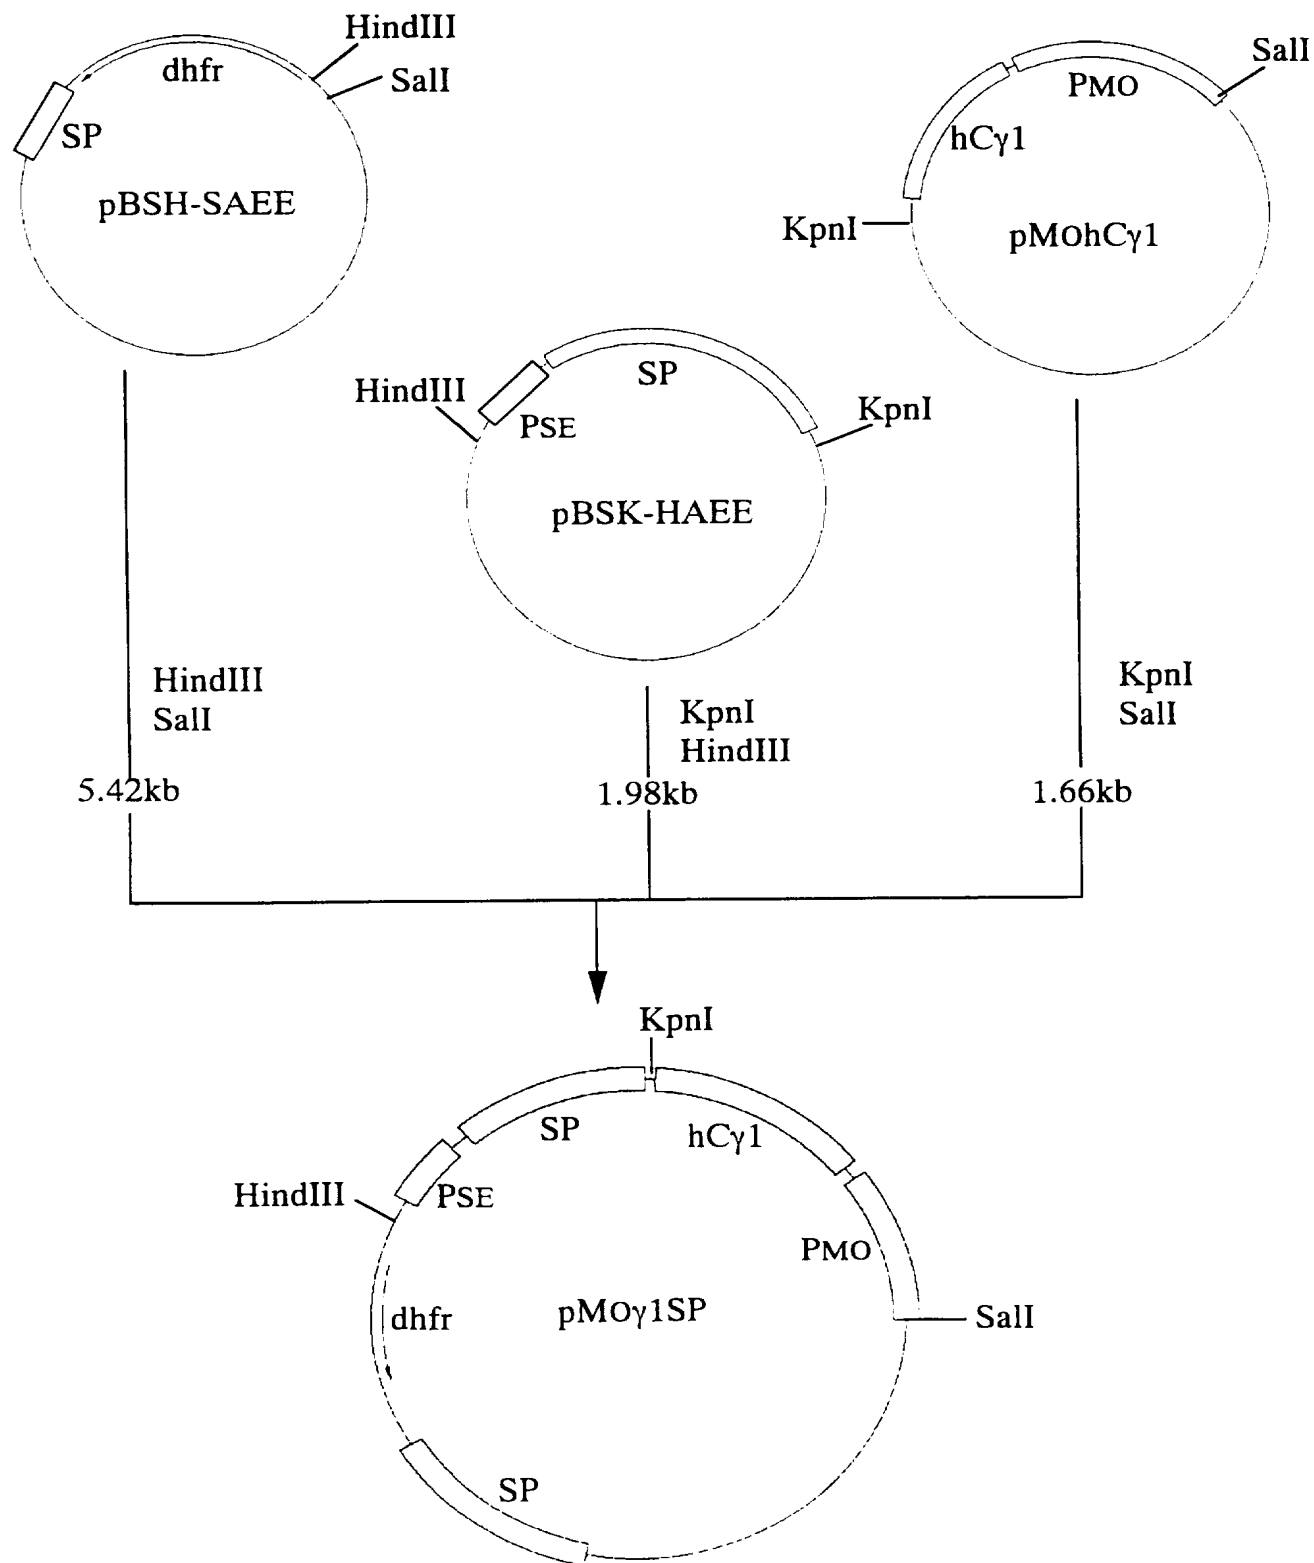 HindIII
SalI
dhfr
SP
pBSH-SAEE
SalI
PMO
hCγ1
KpnI
pMOhCγ1
HindIII
SP
PSE
KpnI
pBSK-HAEE
HindIII
SalI
KpnI
HindIII
KpnI
SalI
5.42kb
1.98kb
1.66kb
KpnI
SP
hCγ1
HindIII
PSE
PMO
dhfr
pMOγ1SP
SalI
SP